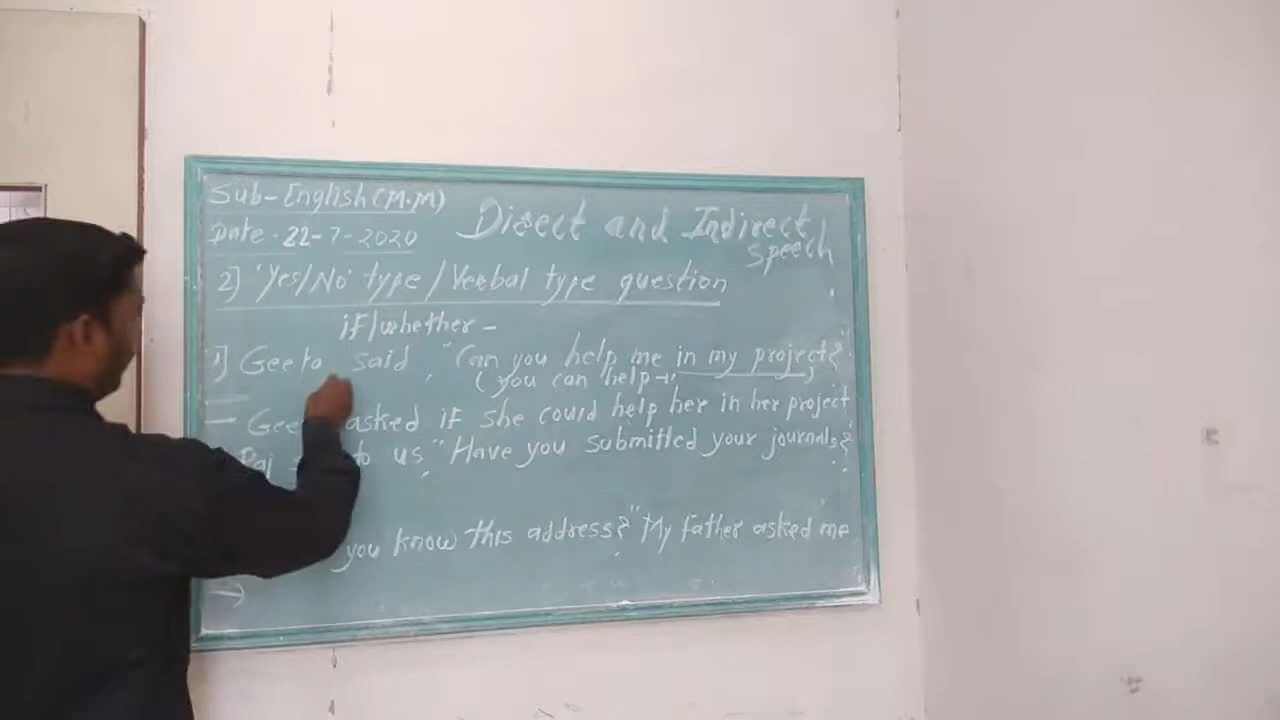 Sub-English(M.M)
Date. 22-7-2020
Direct and Indirect
Speech
2] 'Yes/No' type/Verbal type question
if/whether -
1] Geeta said, "Can you help me in my project?"
(you can help
→ Gee asked if she could help her in her project
Raj to us, "Have you submitted your journals?
you know this address?" My father asked me
→